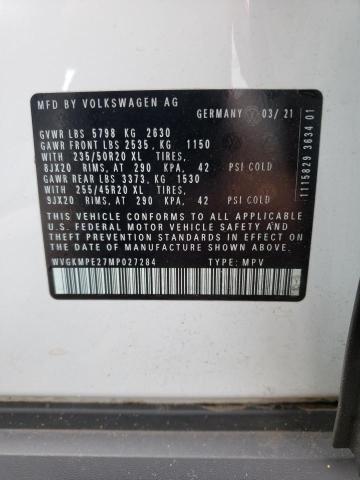 MFD BY VOLKSWAGEN AG
GERMANY 03/ 21
GVWR LBS 5798 KG 2630
GAWR FRONT LBS 2535, KG 1150
WITH 235/50R20 XL TIRES,
8JX20 RIMS, AT 290 KPA, 42 PSI COLD
GAWR REAR LBS 3373, KG 1530
WITH 255/45R20 XL TIRES,
9JX20 RIMS, AT 290 KPA, 42 PSI COLD
THIS VEHICLE CONFORMS TO ALL APPLICABLE
U.S. FEDERAL MOTOR VEHICLE SAFETY, BUMPER,
AND THEFT PREVENTION STANDARDS IN EFFECT ON
THE DATE OF MANUFACTURE SHOWN ABOVE.
WVGKMPE27MP027284 TYPE: MPV
1115829 3634 01